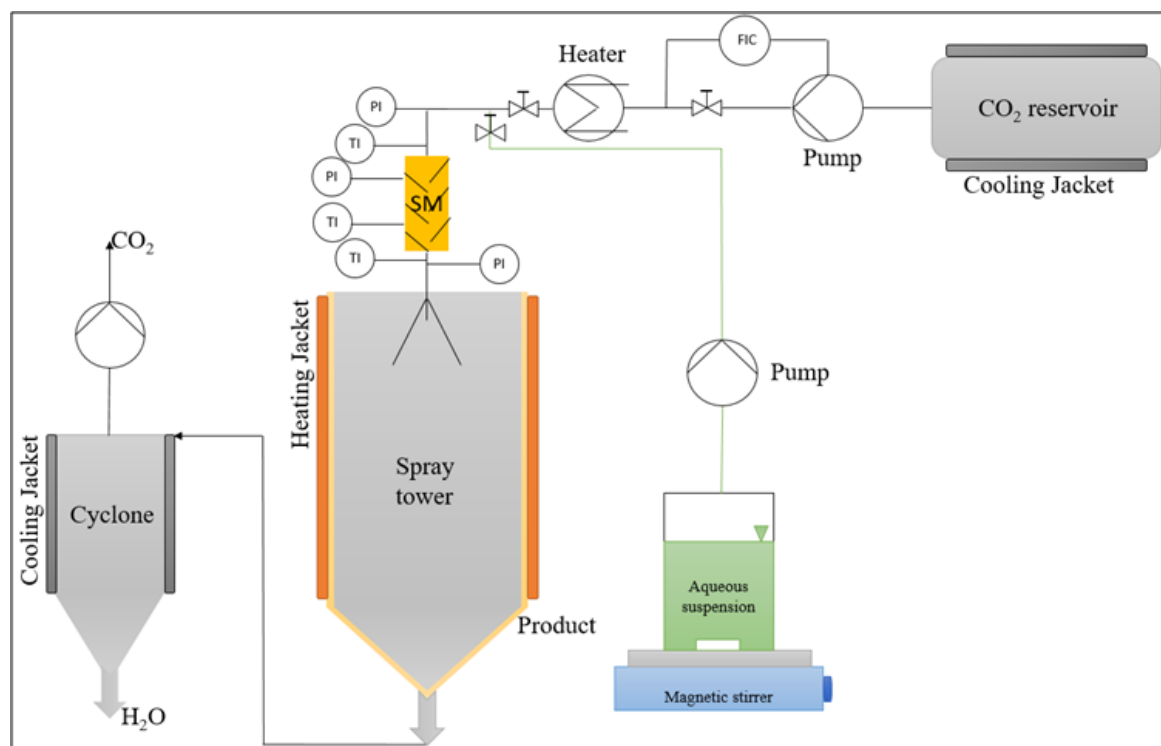 FIC
Heater
CO₂ reservoir
PI
Pump
TI
Cooling Jacket
PI
SM
TI
CO₂
TI
PI
Heating Jacket
Pump
Spray
tower
Cooling Jacket
Cyclone
Aqueous
suspension
Product
Magnetic stirrer
H₂O